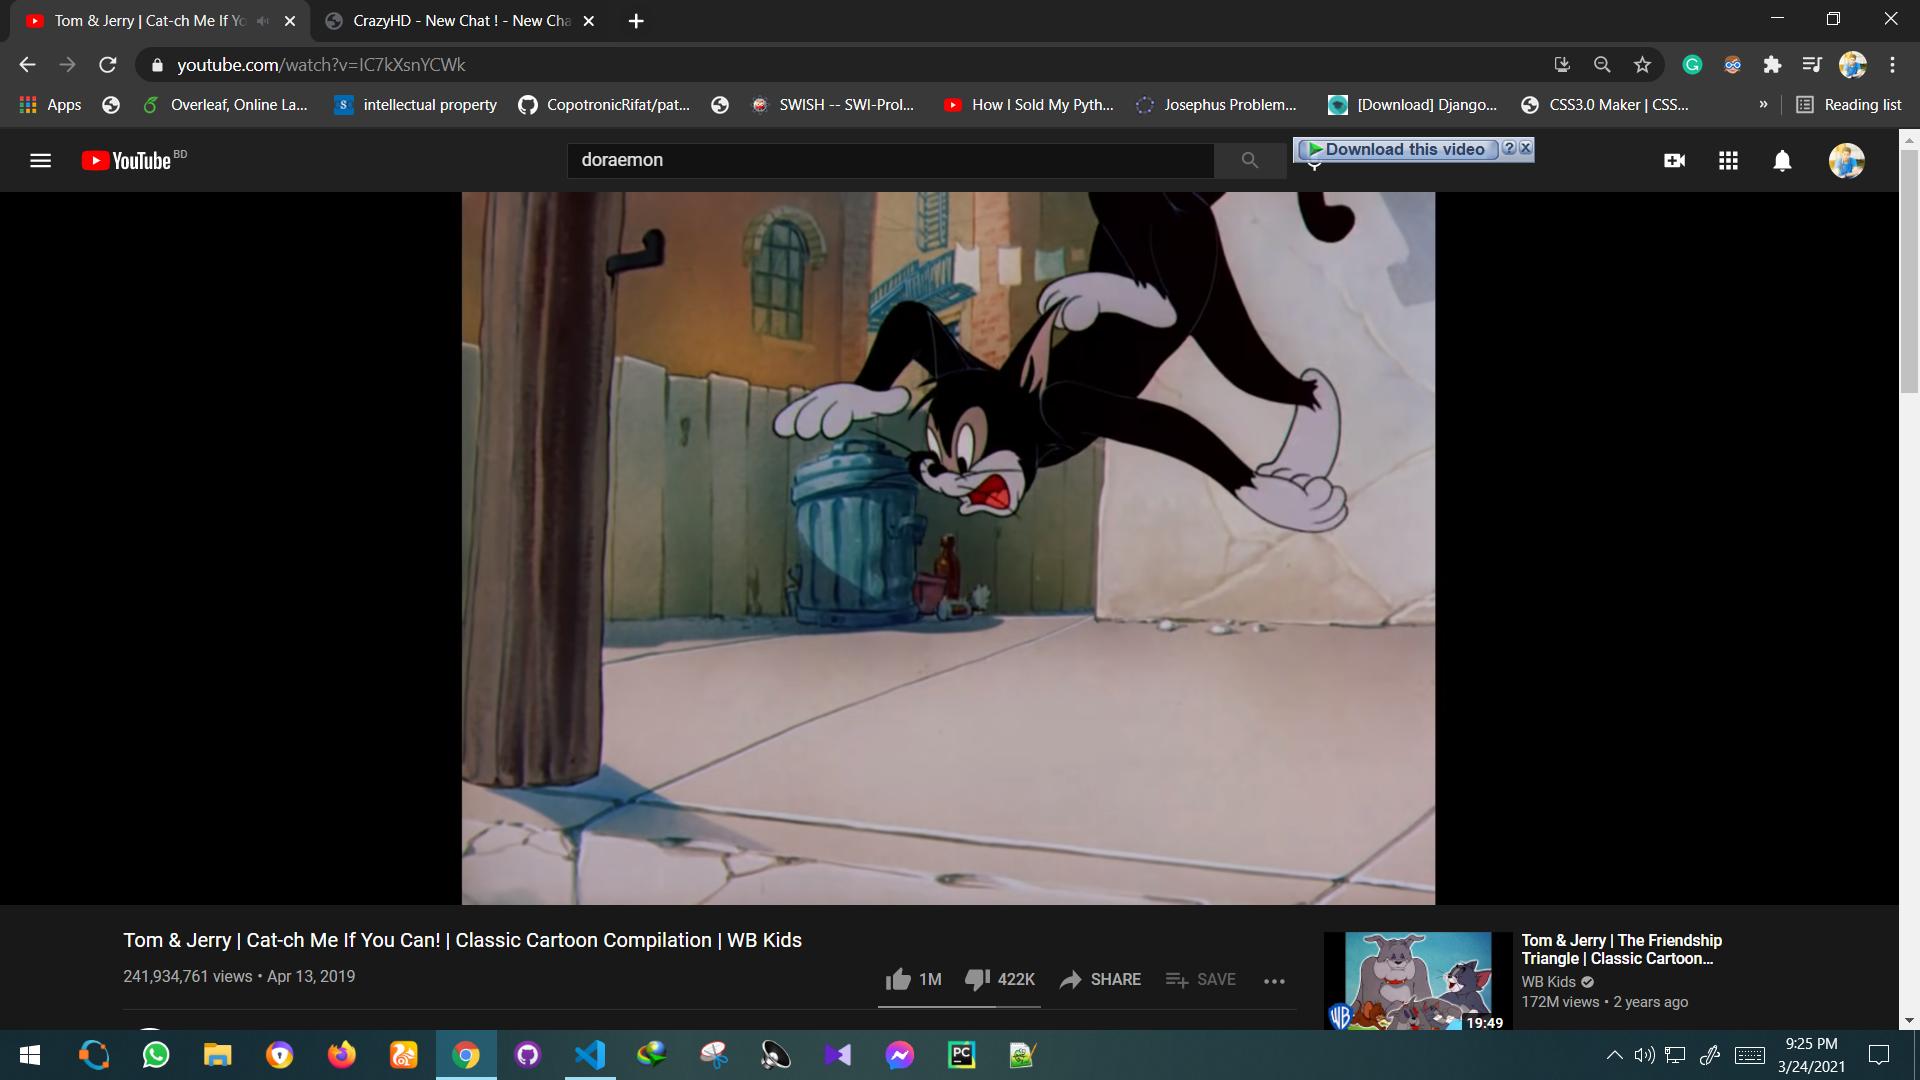 Tom & Jerry | Cat-ch Me If Yo
CrazyHD - New Chat ! - New Cha
youtube.com/watch?v=IC7kXsnYCWk
Apps
Overleaf, Online La...
intellectual property
CopotronicRifat/pat...
SWISH -- SWI-Prol...
How I Sold My Pyth...
Josephus Problem...
[Download] Django...
CSS3.0 Maker | CSS...
»
Reading list
YouTube BD
doraemon
Download this video
Tom & Jerry | Cat-ch Me If You Can! | Classic Cartoon Compilation | WB Kids
241,934,761 views • Apr 13, 2019
1M
422K
SHARE
SAVE
Tom & Jerry | The Friendship
Triangle | Classic Cartoon...
WB Kids
172M views • 2 years ago
WB
19:49
PC
9:25 PM
3/24/2021